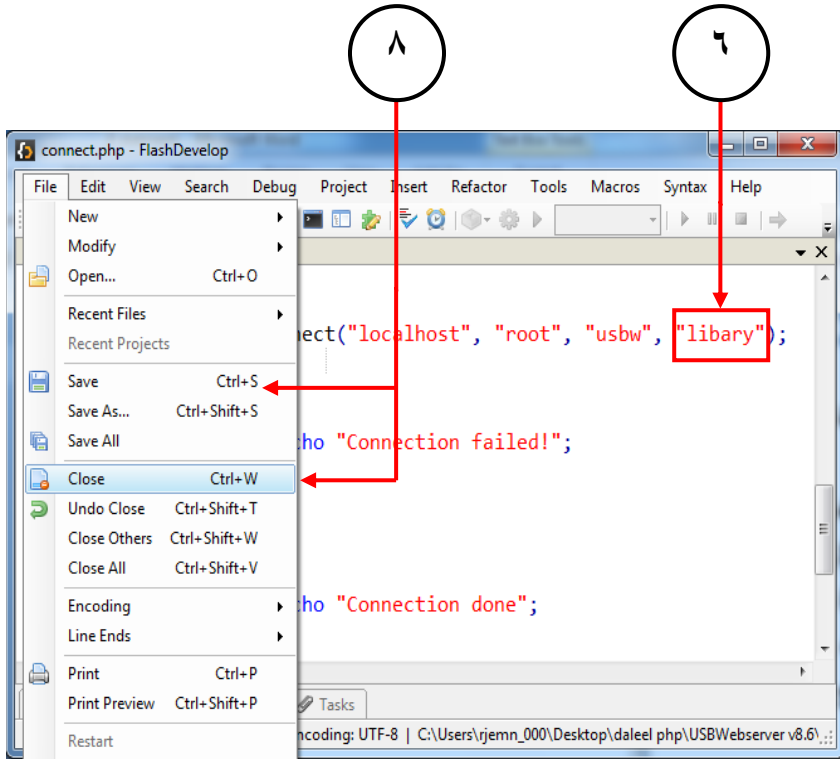 ٨ ٦
connect.php - FlashDevelop
File Edit View Search Debug Project Insert Refactor Tools Macros Syntax Help
New
Modify
Open... Ctrl+O
Recent Files
nect("localhost", "root", "usbw", "libary");
Recent Projects
Save Ctrl+S
Save As... Ctrl+Shift+S
Save All
cho "Connection failed!";
Close Ctrl+W
Undo Close Ctrl+Shift+T
Close Others Ctrl+Shift+W
Close All Ctrl+Shift+V
Encoding
cho "Connection done";
Line Ends
Print Ctrl+P
Print Preview Ctrl+Shift+P
Tasks
Restart
ncoding: UTF-8 | C:\Users\rjemn_000\Desktop\daleel php\USBWebserver v8.6\